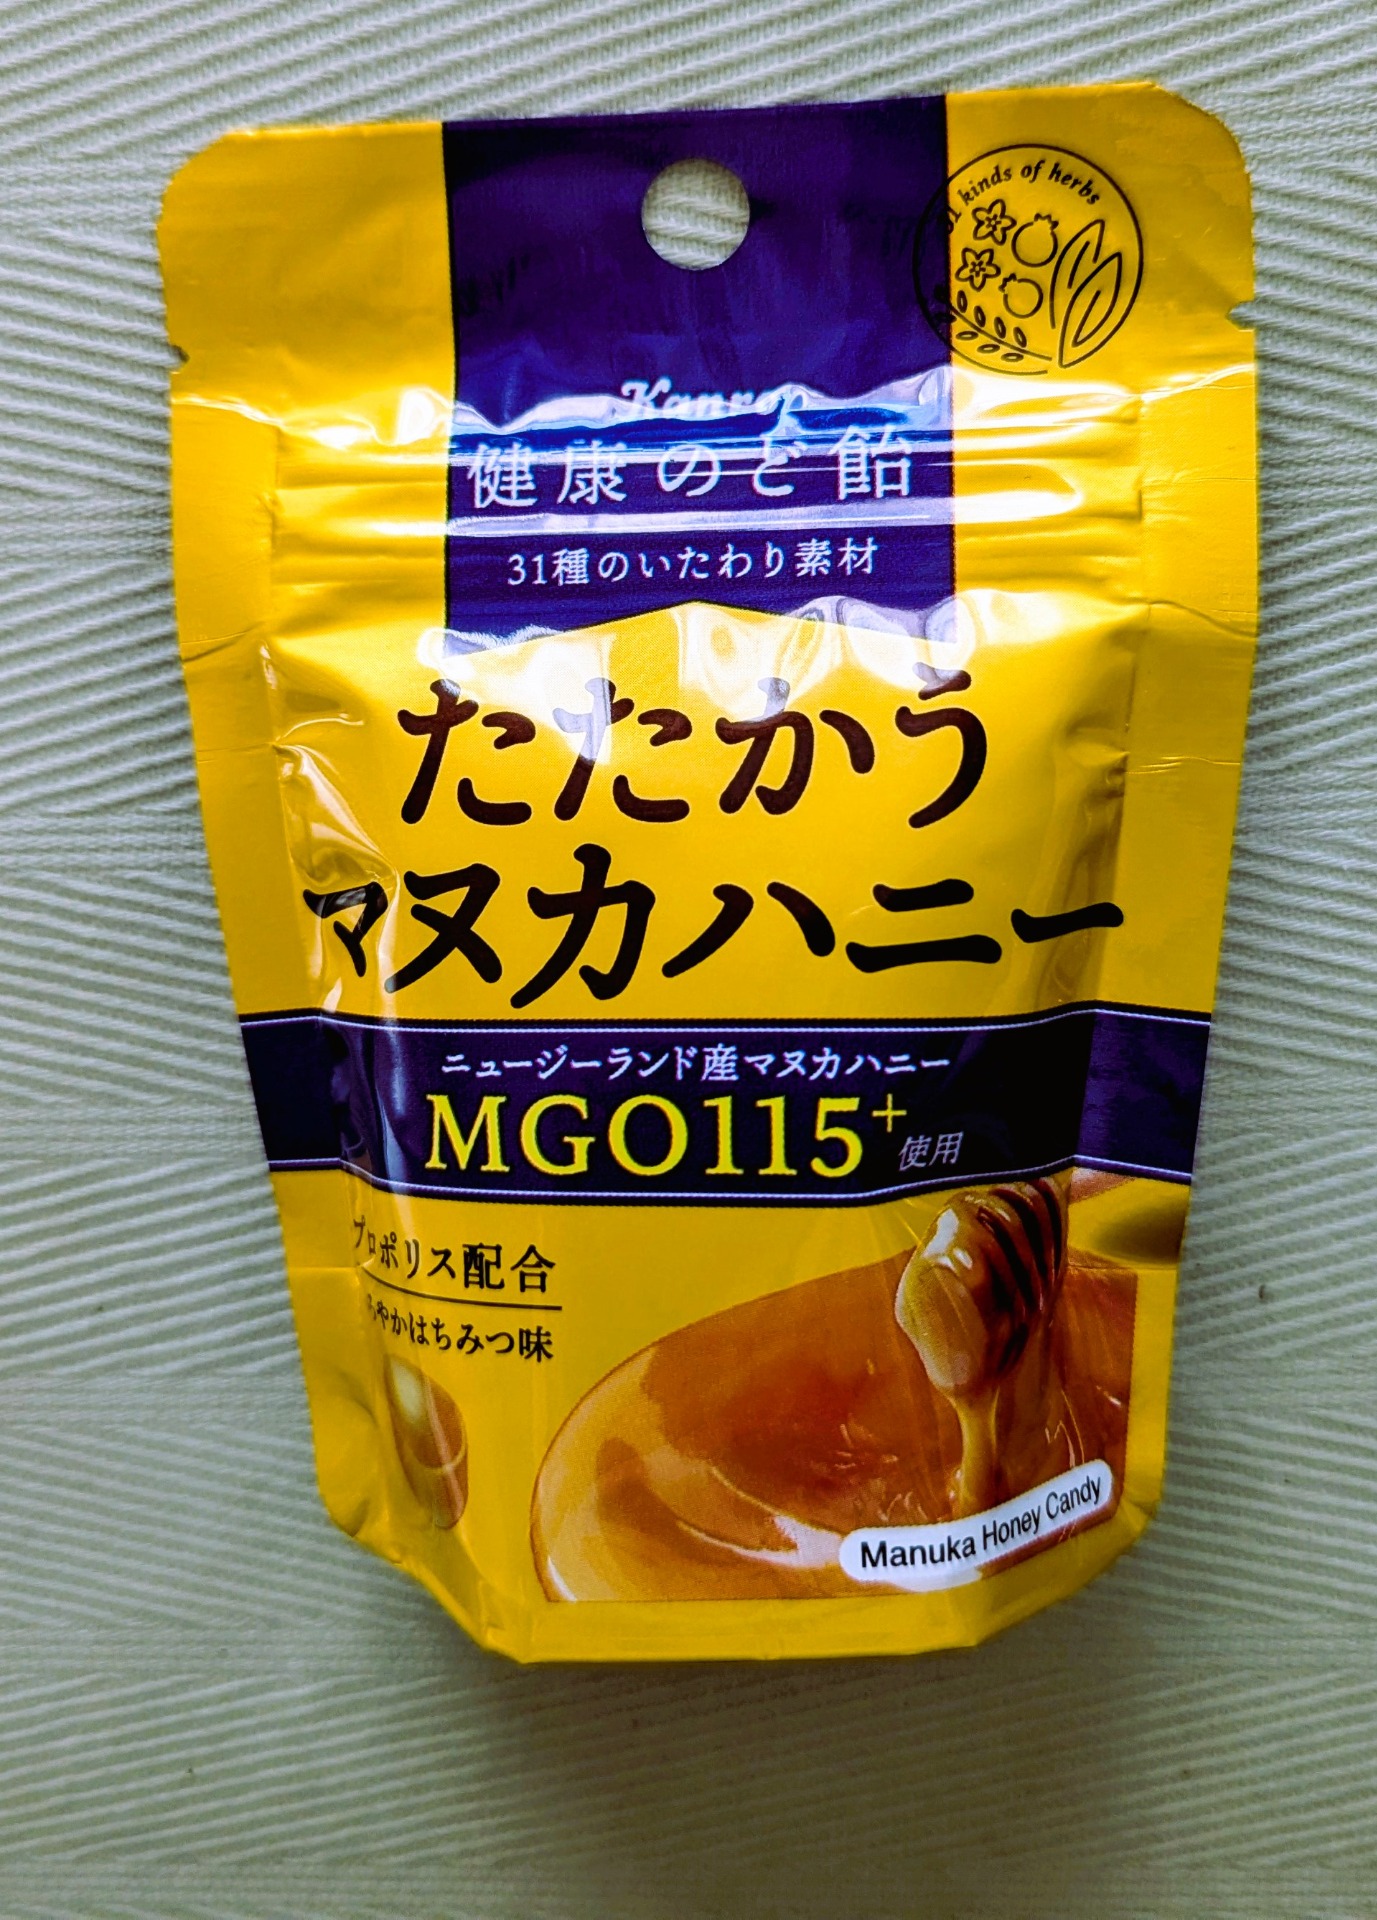 31 kinds of herbs
Kanro
健康のど飴
31種のいたわり素材
たたかう
マヌカハニー
ニュージーランド産マヌカハニー
MGO115+使用
プロポリス配合
はちみつ味
Manuka Honey Candy